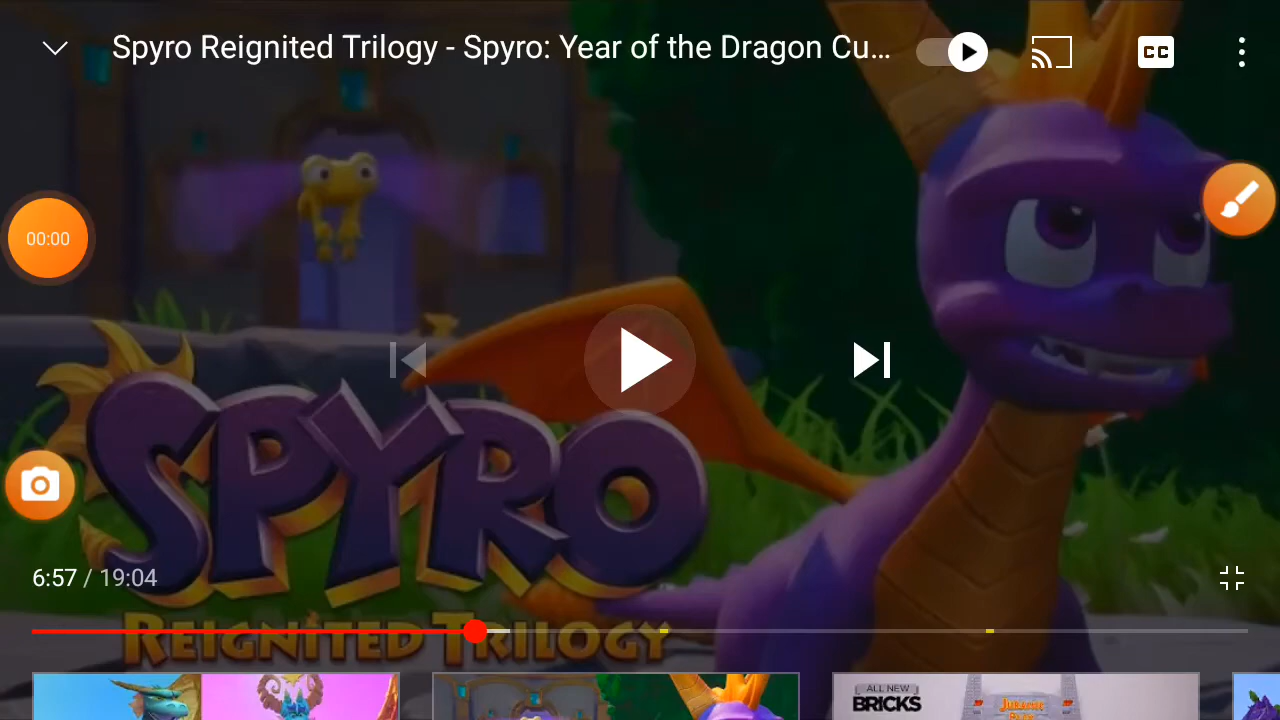 Spyro Reignited Trilogy - Spyro: Year of the Dragon Cu...
CC
00:00
SPYRO
6:57 / 19:04
REIGNITED TRILOGY
ALL NEW
BRICKS
JURASSIC